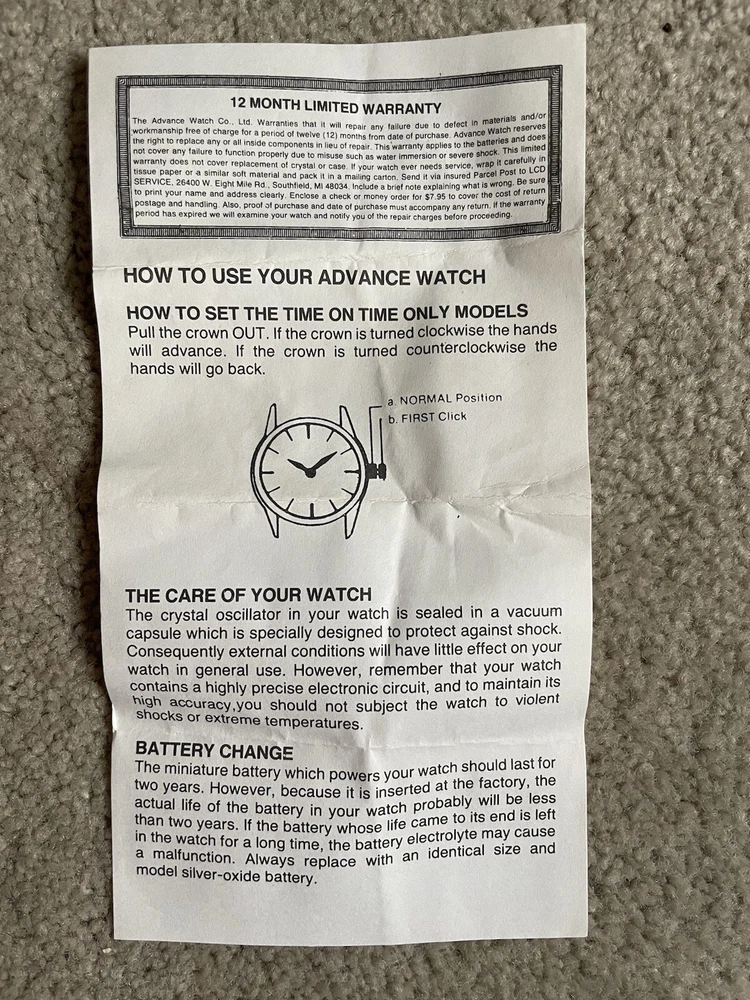 12 MONTH LIMITED WARRANTY
The Advance Watch Co., Ltd. Warranties that it will repair any failure due to defect in materials and/or
workmanship free of charge for a period of twelve (12) months from date of purchase. Advance Watch reserves
the right to replace any or all inside components in lieu of repair. This warranty applies to the batteries and does
not cover any failure to function properly due to misuse such as water immersion or severe shock. This limited
warranty does not cover replacement of crystal or case. If your watch ever needs service, wrap it carefully in
tissue paper or a similar soft material and pack it in a mailing carton. Send it via insured Parcel Post to LCD
SERVICE, 26400 W. Eight Mile Rd., Southfield, MI 48034. Include a brief note explaining what is wrong. Be sure
to print your name and address clearly. Enclose a check or money order for $7.95 to cover the cost of return
postage and handling. Also, proof of purchase and date of purchase must accompany any return. If the warranty
period has expired we will examine your watch and notify you of the repair charges before proceeding.
HOW TO USE YOUR ADVANCE WATCH
HOW TO SET THE TIME ON TIME ONLY MODELS
Pull the crown OUT. If the crown is turned clockwise the hands
will advance. If the crown is turned counterclockwise the
hands will go back.
a. NORMAL Position
b. FIRST Click
THE CARE OF YOUR WATCH
The crystal oscillator in your watch is sealed in a vacuum
capsule which is specially designed to protect against shock.
Consequently external conditions will have little effect on your
watch in general use. However, remember that your watch
contains a highly precise electronic circuit, and to maintain its
high accuracy,you should not subject the watch to violent
shocks or extreme temperatures.
BATTERY CHANGE
The miniature battery which powers your watch should last for
two years. However, because it is inserted at the factory, the
actual life of the battery in your watch probably will be less
than two years. If the battery whose life came to its end is left
in the watch for a long time, the battery electrolyte may cause
a malfunction. Always replace with an identical size and
model silver-oxide battery.